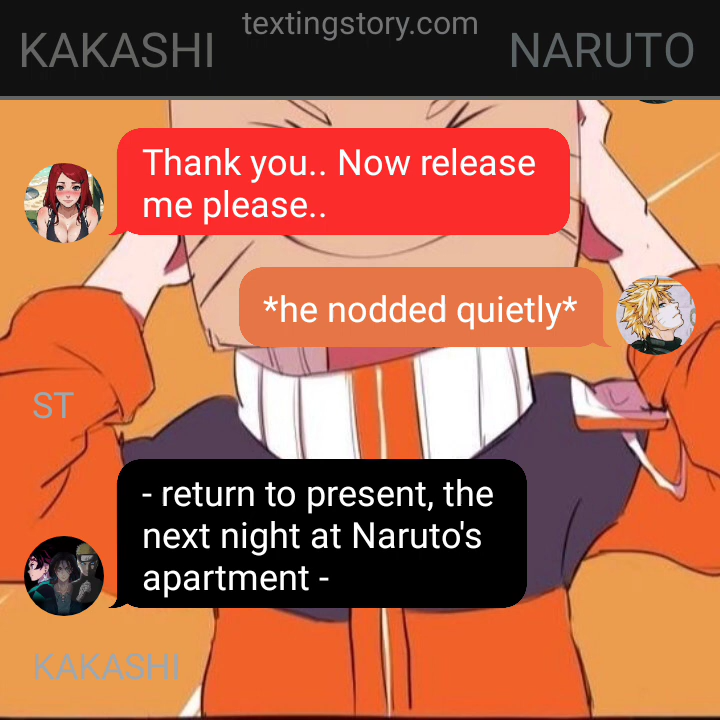 textingstory.com
KAKASHI NARUTO
Thank you.. Now release
me please..
*he nodded quietly*
ST
- return to present, the
next night at Naruto's
apartment -
KAKASHI